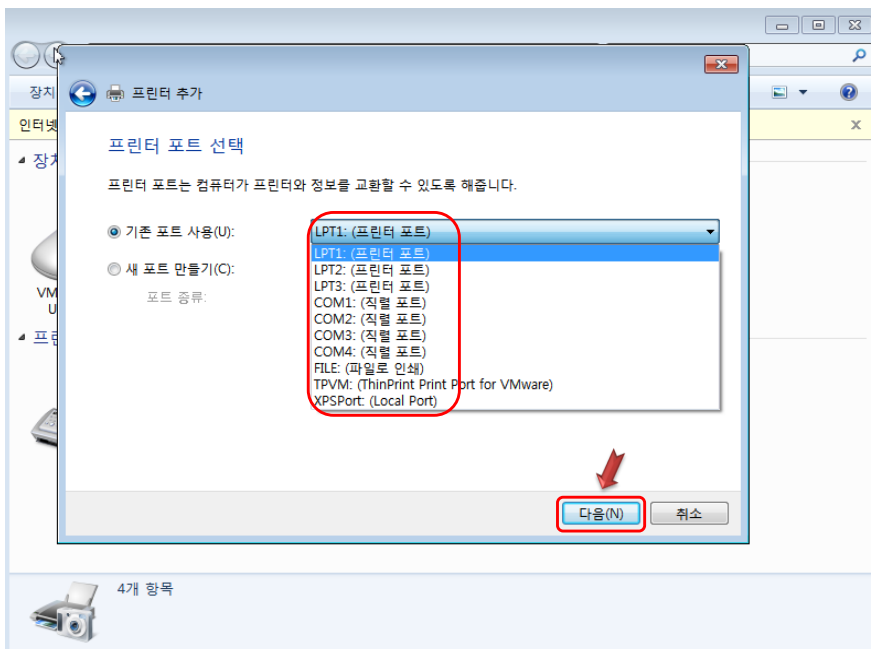 장치
프린터 추가
인터넷
장치
프린터 포트 선택
프린터 포트는 컴퓨터가 프린터와 정보를 교환할 수 있도록 해줍니다.
기존 포트 사용(U):
LPT1: (프린터 포트)
LPT1: (프린터 포트)
LPT2: (프린터 포트)
LPT3: (프린터 포트)
COM1: (직렬 포트)
COM2: (직렬 포트)
COM3: (직렬 포트)
COM4: (직렬 포트)
FILE: (파일로 인쇄)
TPVM: (ThinPrint Print Port for VMware)
XPSPort: (Local Port)
새 포트 만들기(C):
포트 종류:
VM
U
프린
다음(N)
취소
4개 항목